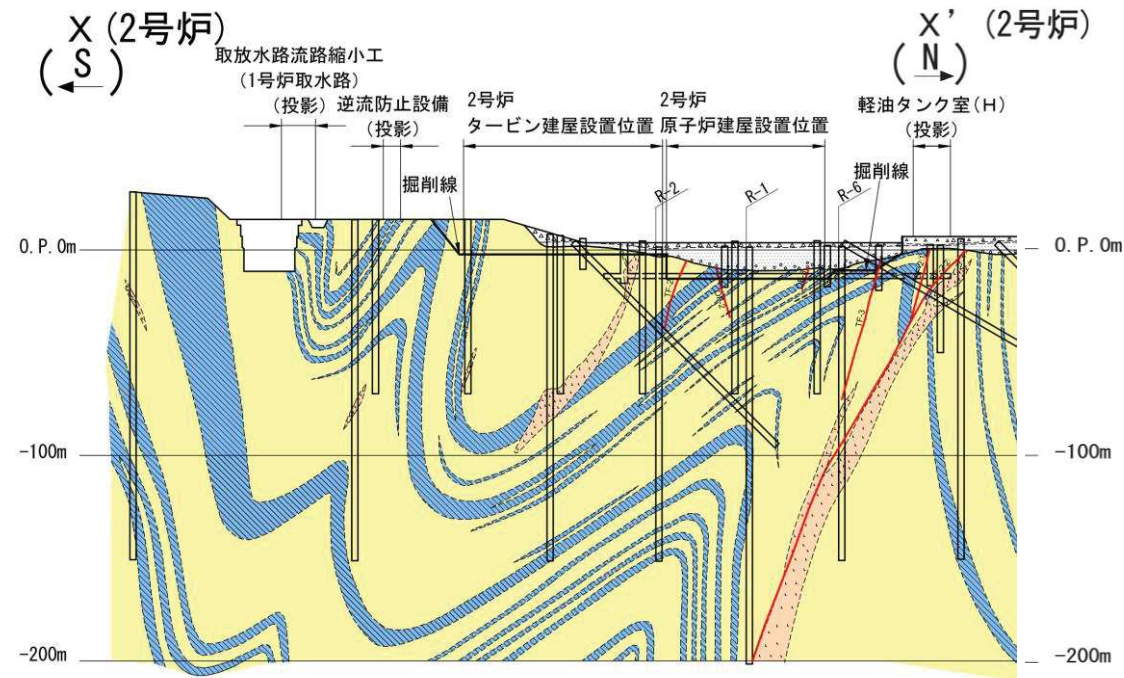 X (2号炉)
(S)
取放水路流路縮小工
(1号炉取水路)
(投影)
逆流防止設備
(投影)
2号炉
タービン建屋設置位置
2号炉
原子炉建屋設置位置
X' (2号炉)
(N)
軽油タンク室(H)
(投影)
掘削線
R-2
R-1
R-6
掘削線
O.P.0m
O.P.0m
TF-3
-100m
-100m
-200m
-200m